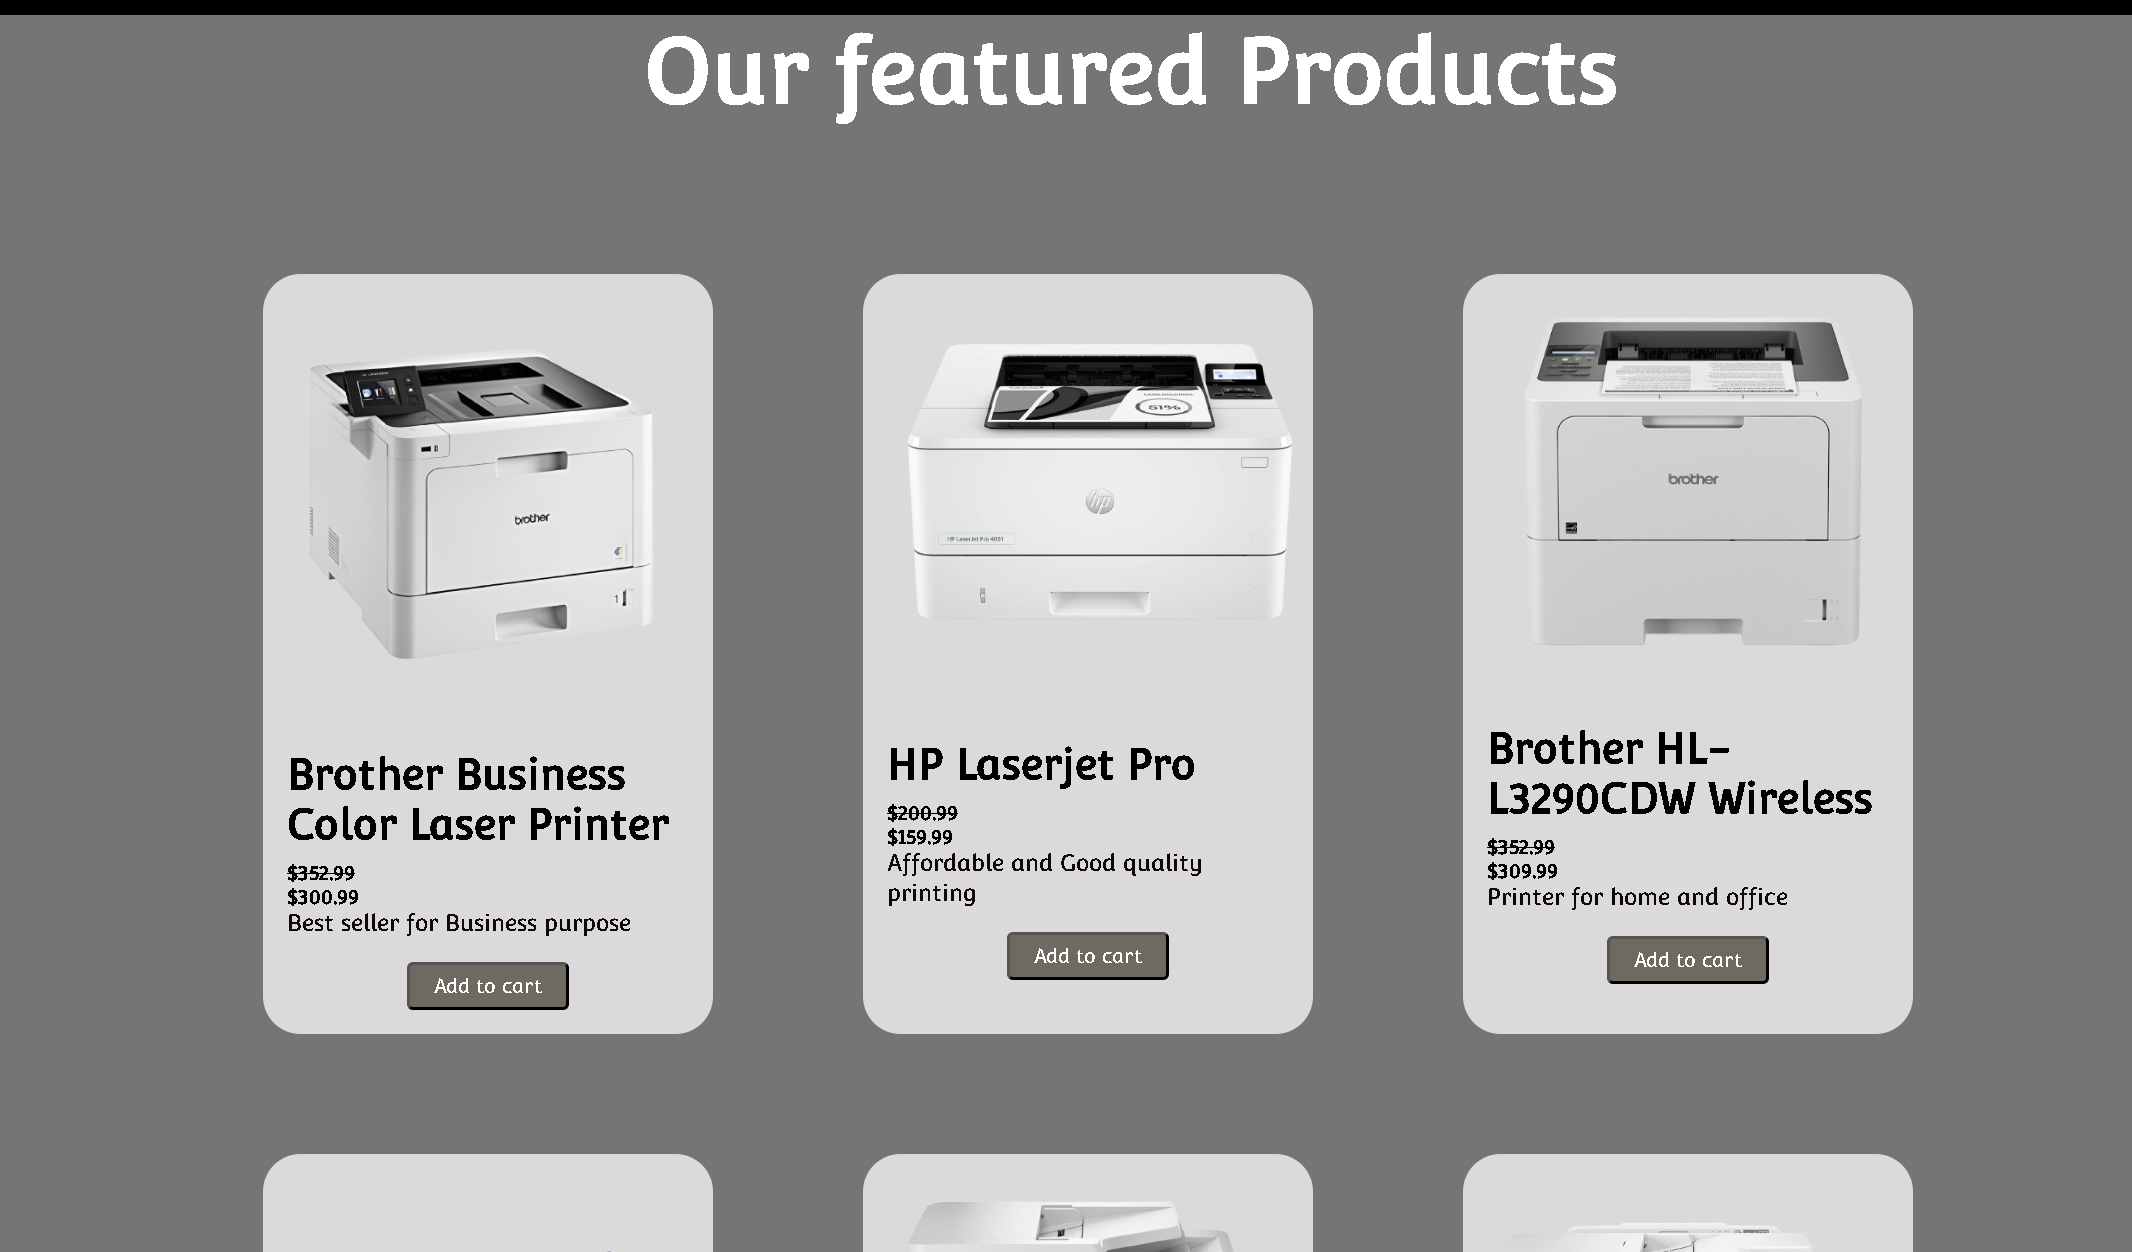 Our featured Products
brother
1
51%
hp
HP LaserJet Pro 4001
brother
Brother Business
Color Laser Printer
$352.99
$300.99
Best seller for Business purpose
Add to cart
HP Laserjet Pro
$200.99
$159.99
Affordable and Good quality
printing
Add to cart
Brother HL-
L3290CDW Wireless
$352.99
$309.99
Printer for home and office
Add to cart